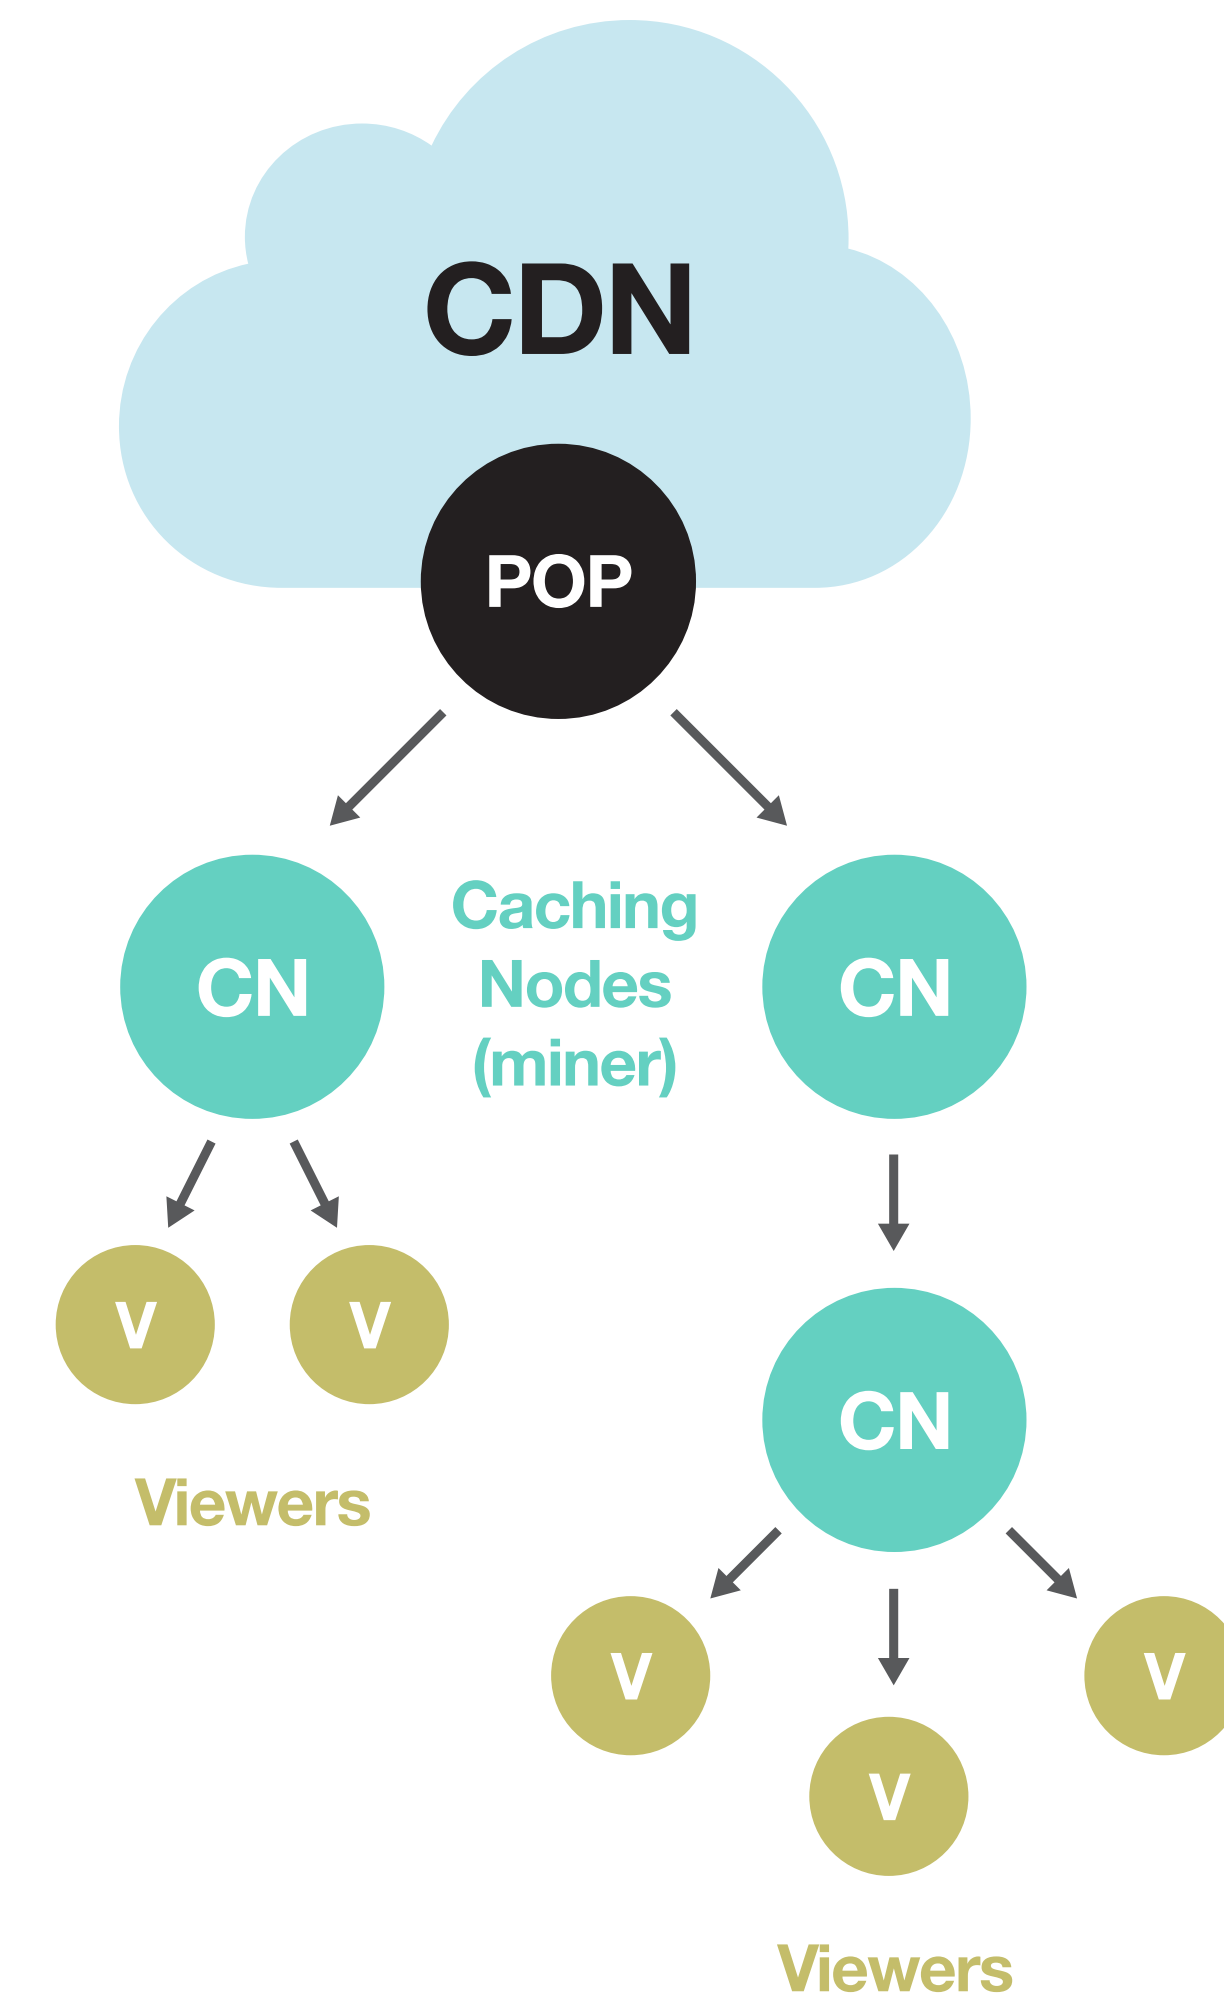 CDN
POP
CN
Caching
Nodes
(miner)
CN
V
V
CN
Viewers
V
V
V
Viewers